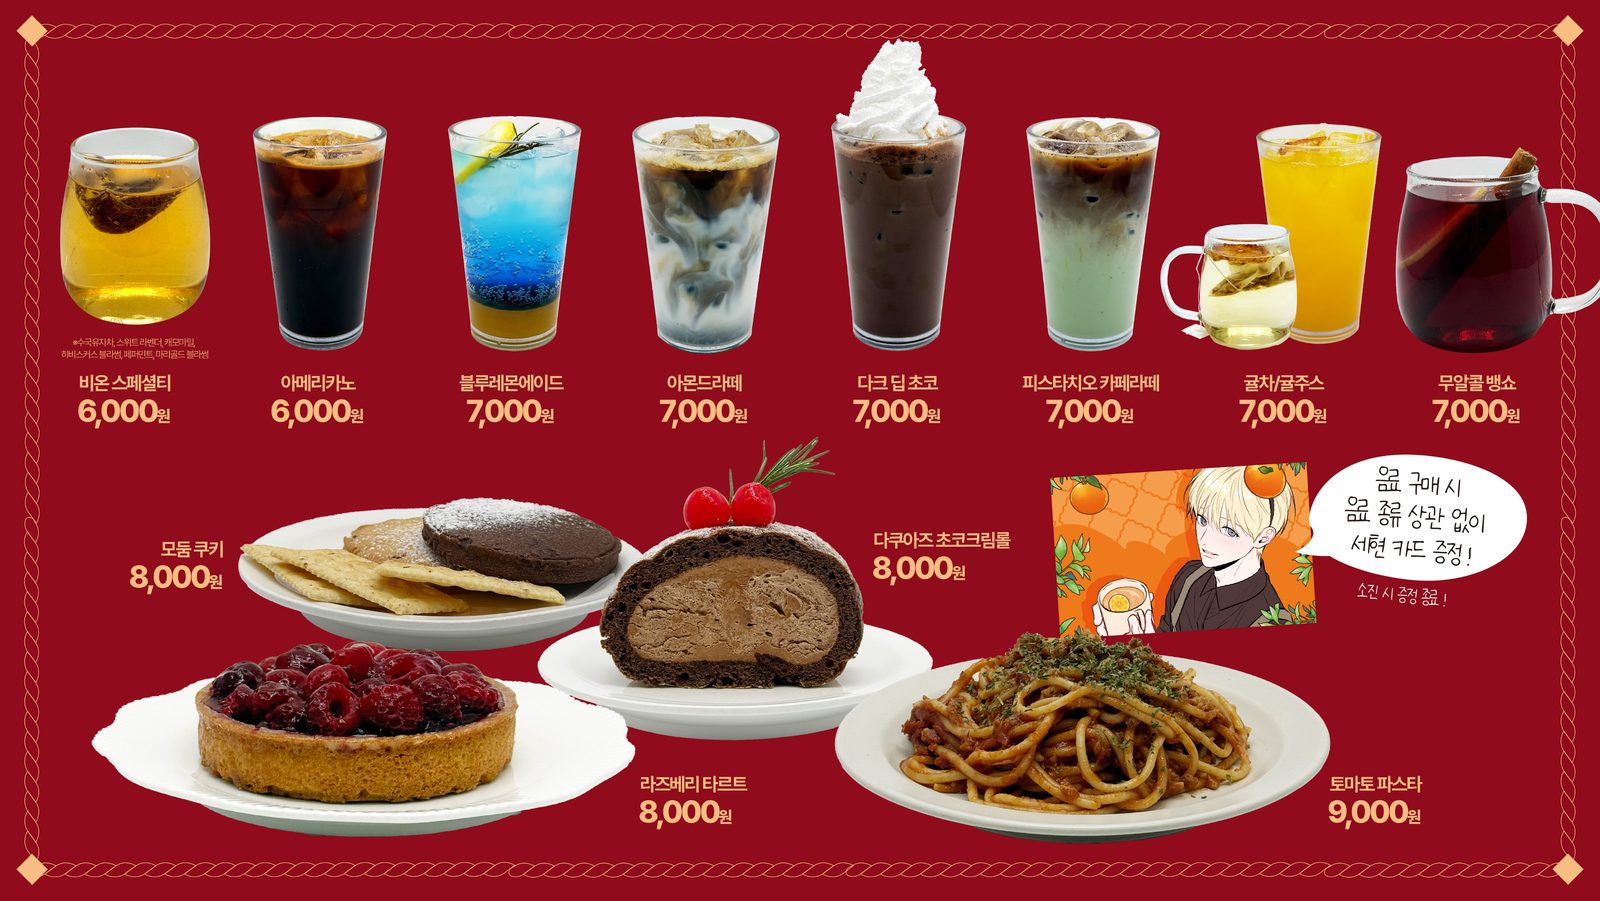 ※수국유자차, 스위트 라벤더, 캐모마일,
히비스커스 블라썸, 페퍼민트, 마리골드 블라썸
비온 스페셜티
6,000원
아메리카노
6,000원
블루레몬에이드
7,000원
아몬드라떼
7,000원
다크 딥 초코
7,000원
피스타치오 카페라떼
7,000원
귤차/귤주스
7,000원
무알콜 뱅쇼
7,000원
모둠 쿠키
8,000원
다쿠아즈 초코크림롤
8,000원
음료 구매 시
음료 종류 상관 없이
서현 카드 증정!
소진 시 증정 종료!
라즈베리 타르트
8,000원
토마토 파스타
9,000원